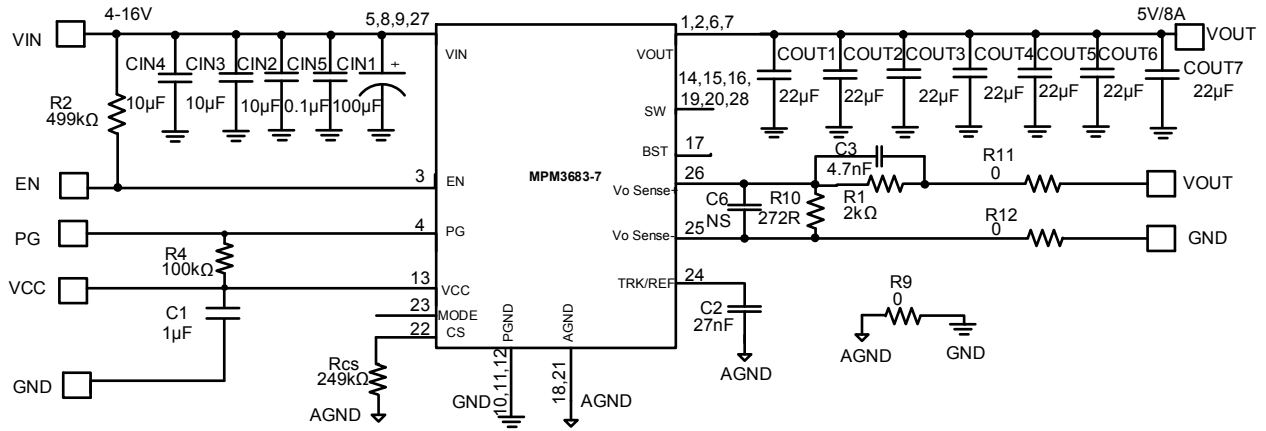 4-16V
5,8,9,27
1,2,6,7
5V/8A
VIN
VOUT
VIN
VOUT
CIN4
CIN3
CIN2
CIN5
CIN1
+
10µF
10µF
10µF
0.1µF
100µF
COUT1
COUT2
COUT3
COUT4
COUT5
COUT6
COUT7
22µF
22µF
22µF
22µF
22µF
22µF
22µF
R2
499kΩ
14,15,16,
19,20,28
SW
17
BST
C3
4.7nF
R11
0
EN
3
EN
MPM3683-7
26
Vo Sense+
C6
NS
R10
272R
R1
2kΩ
VOUT
PG
4
PG
25
Vo Sense-
R12
0
GND
R4
100kΩ
VCC
13
VCC
24
TRK/REF
C2
27nF
R9
0
AGND
GND
C1
1µF
23
MODE
22
CS
PGND
AGND
GND
Rcs
249kΩ
AGND
GND
10,11,12
18,21
AGND
AGND